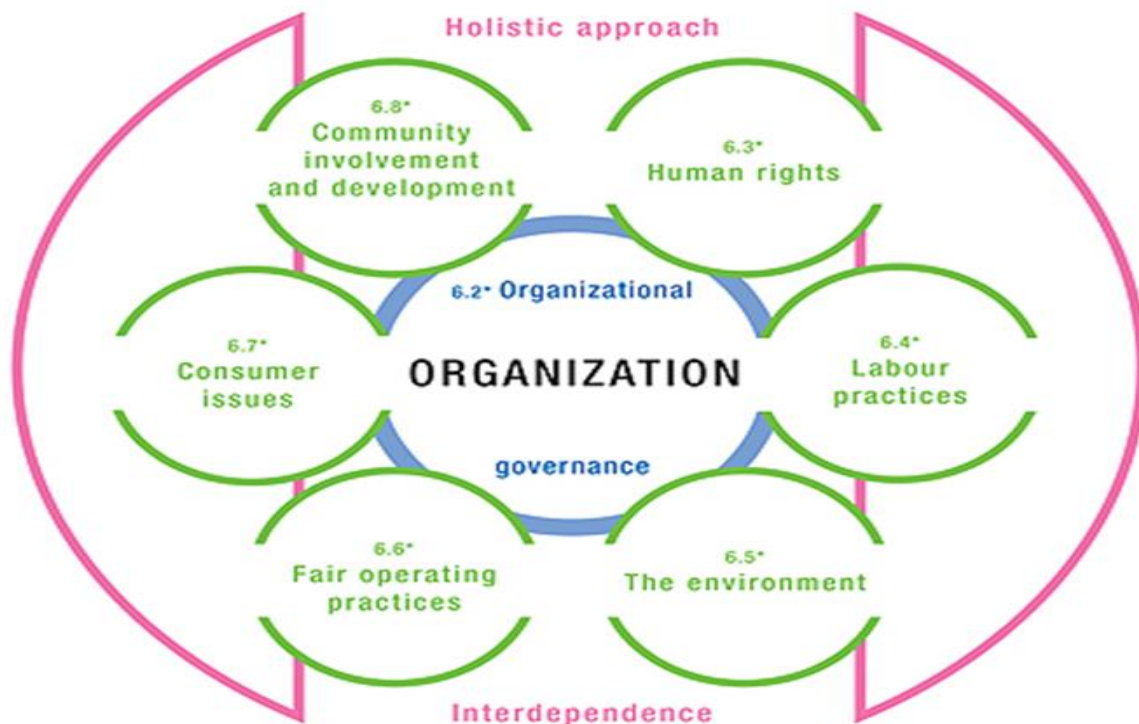 Holistic approach
6.8*
Community
involvement
and development
6.3*
Human rights
6.2* Organizational
ORGANIZATION
governance
6.7*
Consumer
issues
6.4*
Labour
practices
6.6*
Fair operating
practices
6.5*
The environment
Interdependence